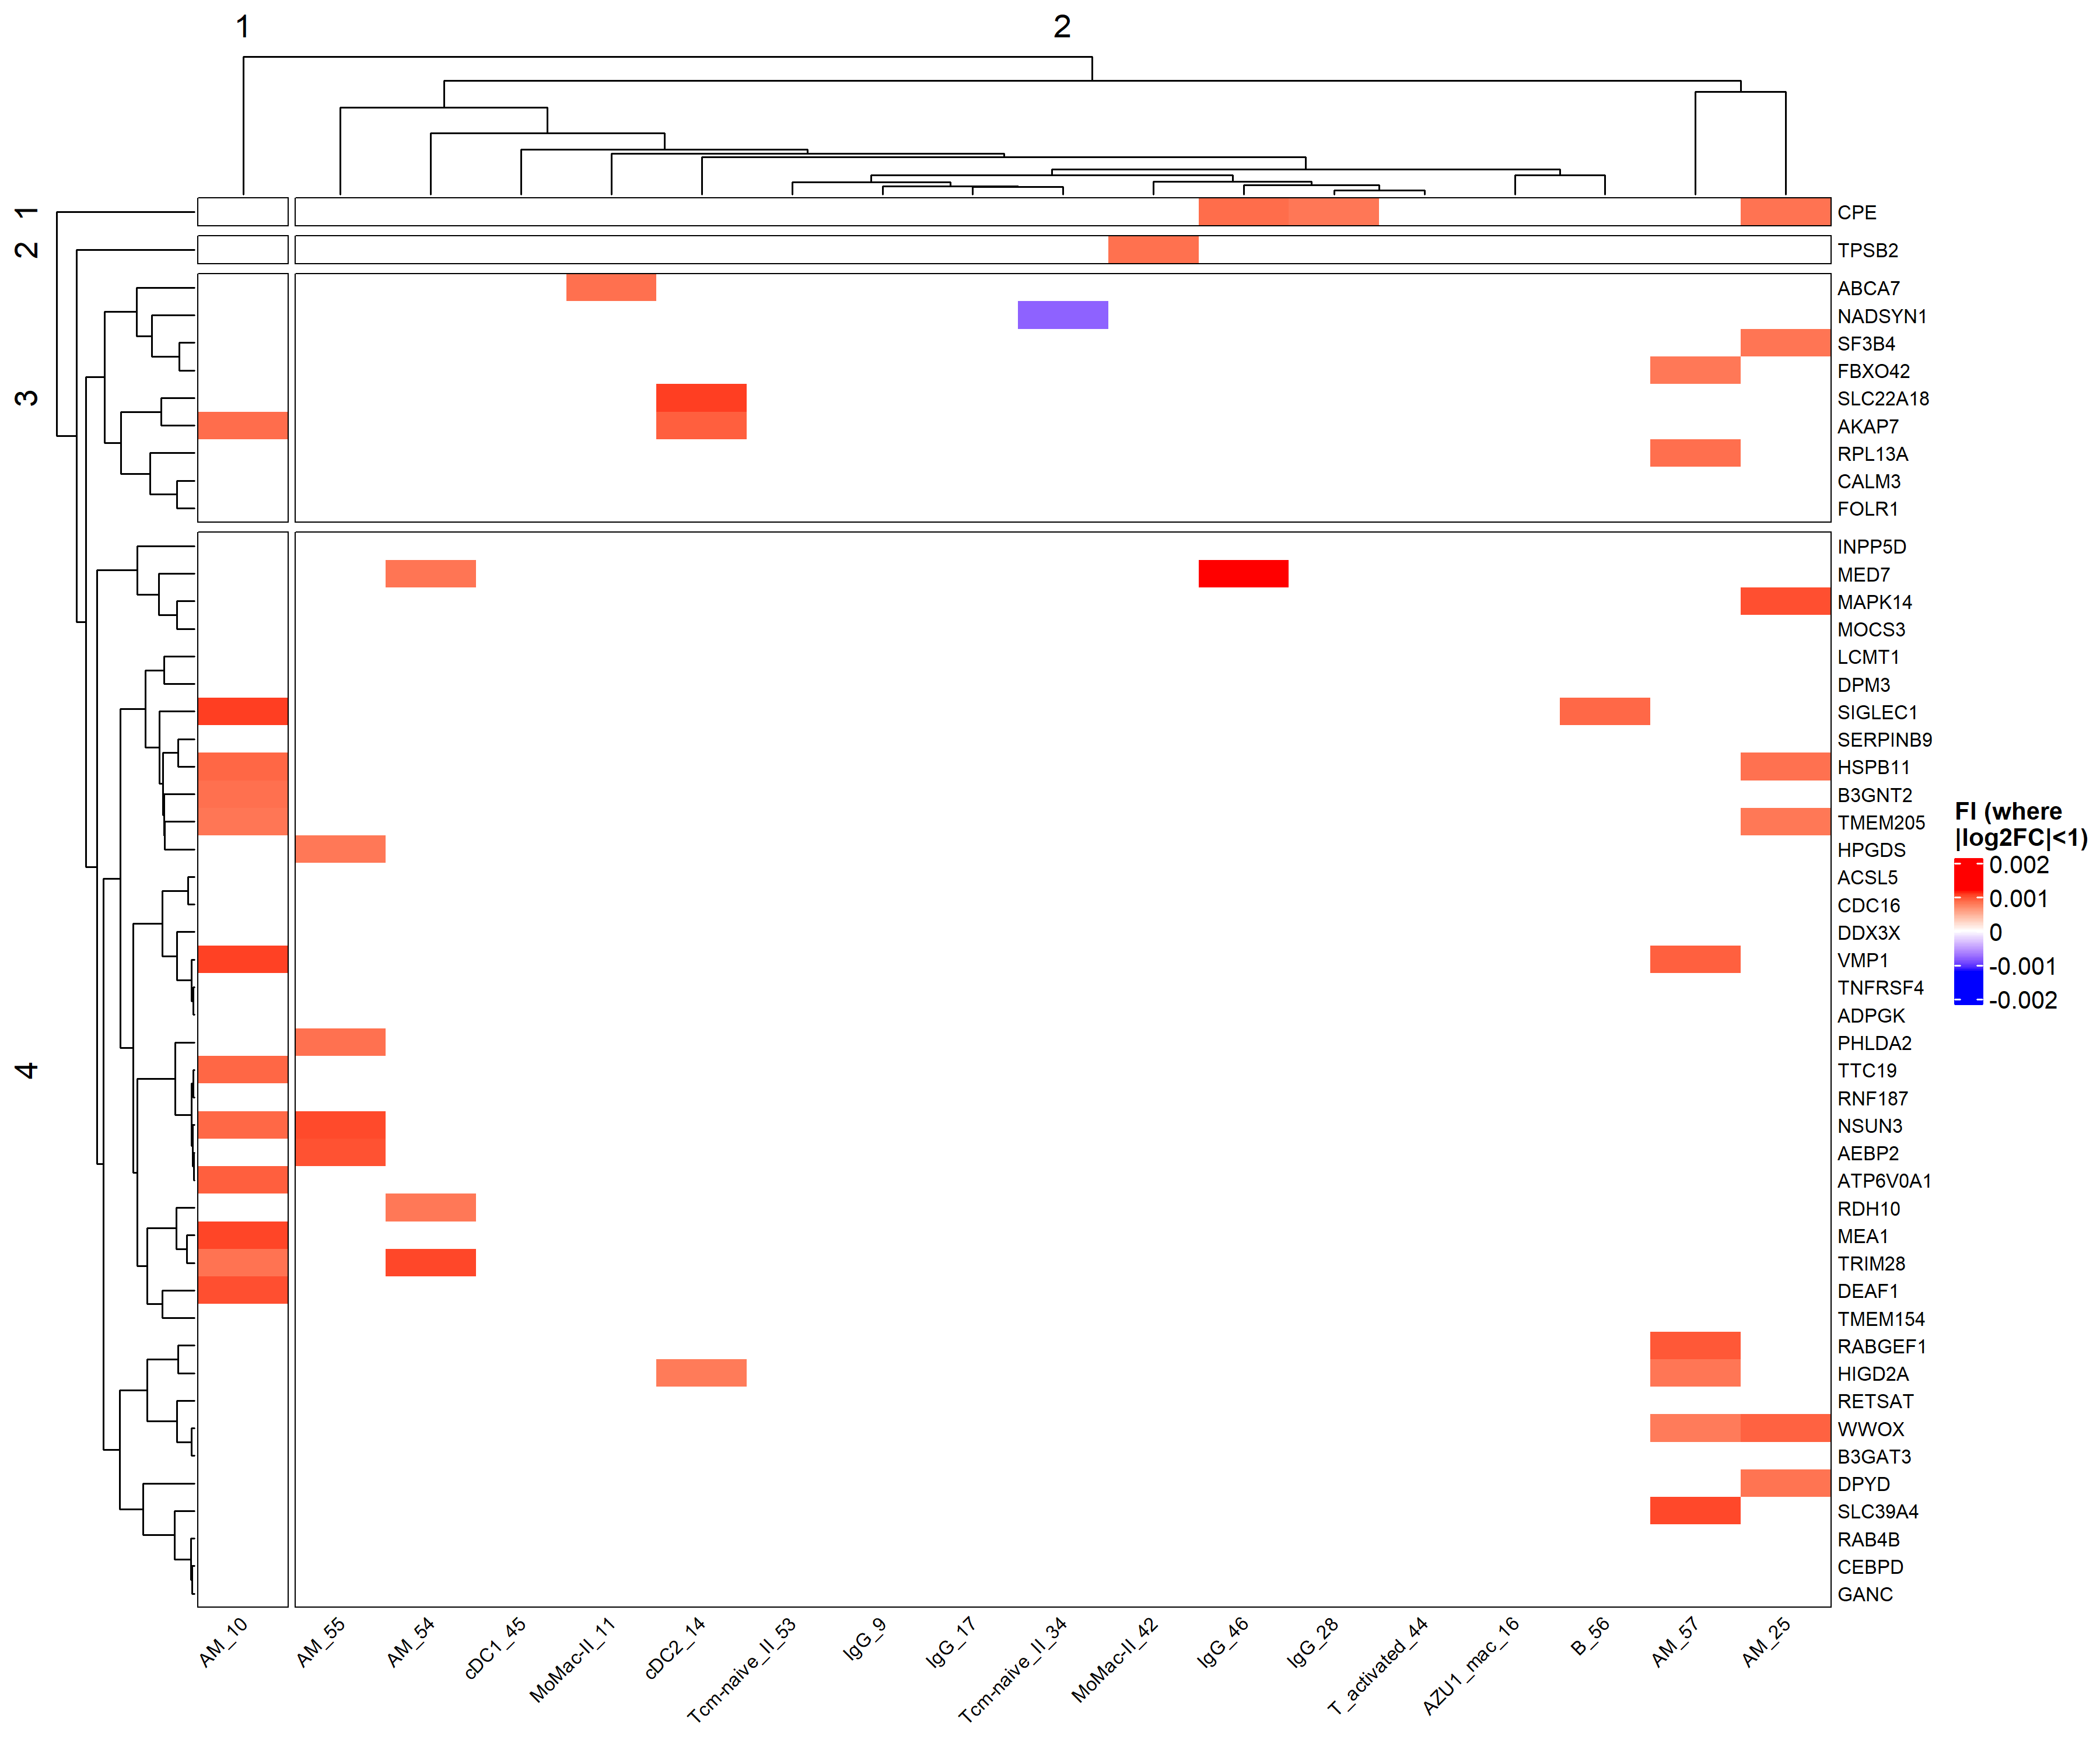 1
2
1
2
3
4
CPE
TPSB2
ABCA7
NADSYN1
SF3B4
FBXO42
SLC22A18
AKAP7
RPL13A
CALM3
FOLR1
INPP5D
MED7
MAPK14
MOCS3
LCMT1
DPM3
SIGLEC1
SERPINB9
HSPB11
B3GNT2
TMEM205
HPGDS
ACSL5
CDC16
DDX3X
VMP1
TNFRSF4
ADPGK
PHLDA2
TTC19
RNF187
NSUN3
AEBP2
ATP6V0A1
RDH10
MEA1
TRIM28
DEAF1
TMEM154
RABGEF1
HIGD2A
RETSAT
WWOX
B3GAT3
DPYD
SLC39A4
RAB4B
CEBPD
GANC
AM_10
AM_55
AM_54
cDC1_45
MoMac-II_11
cDC2_14
Tcm-naive_II_53
IgG_9
IgG_17
Tcm-naive_II_34
MoMac-II_42
IgG_46
IgG_28
T_activated_44
AZU1_mac_16
B_56
AM_57
AM_25
FI (where
|log2FC|<1)
0.002
0.001
0
-0.001
-0.002